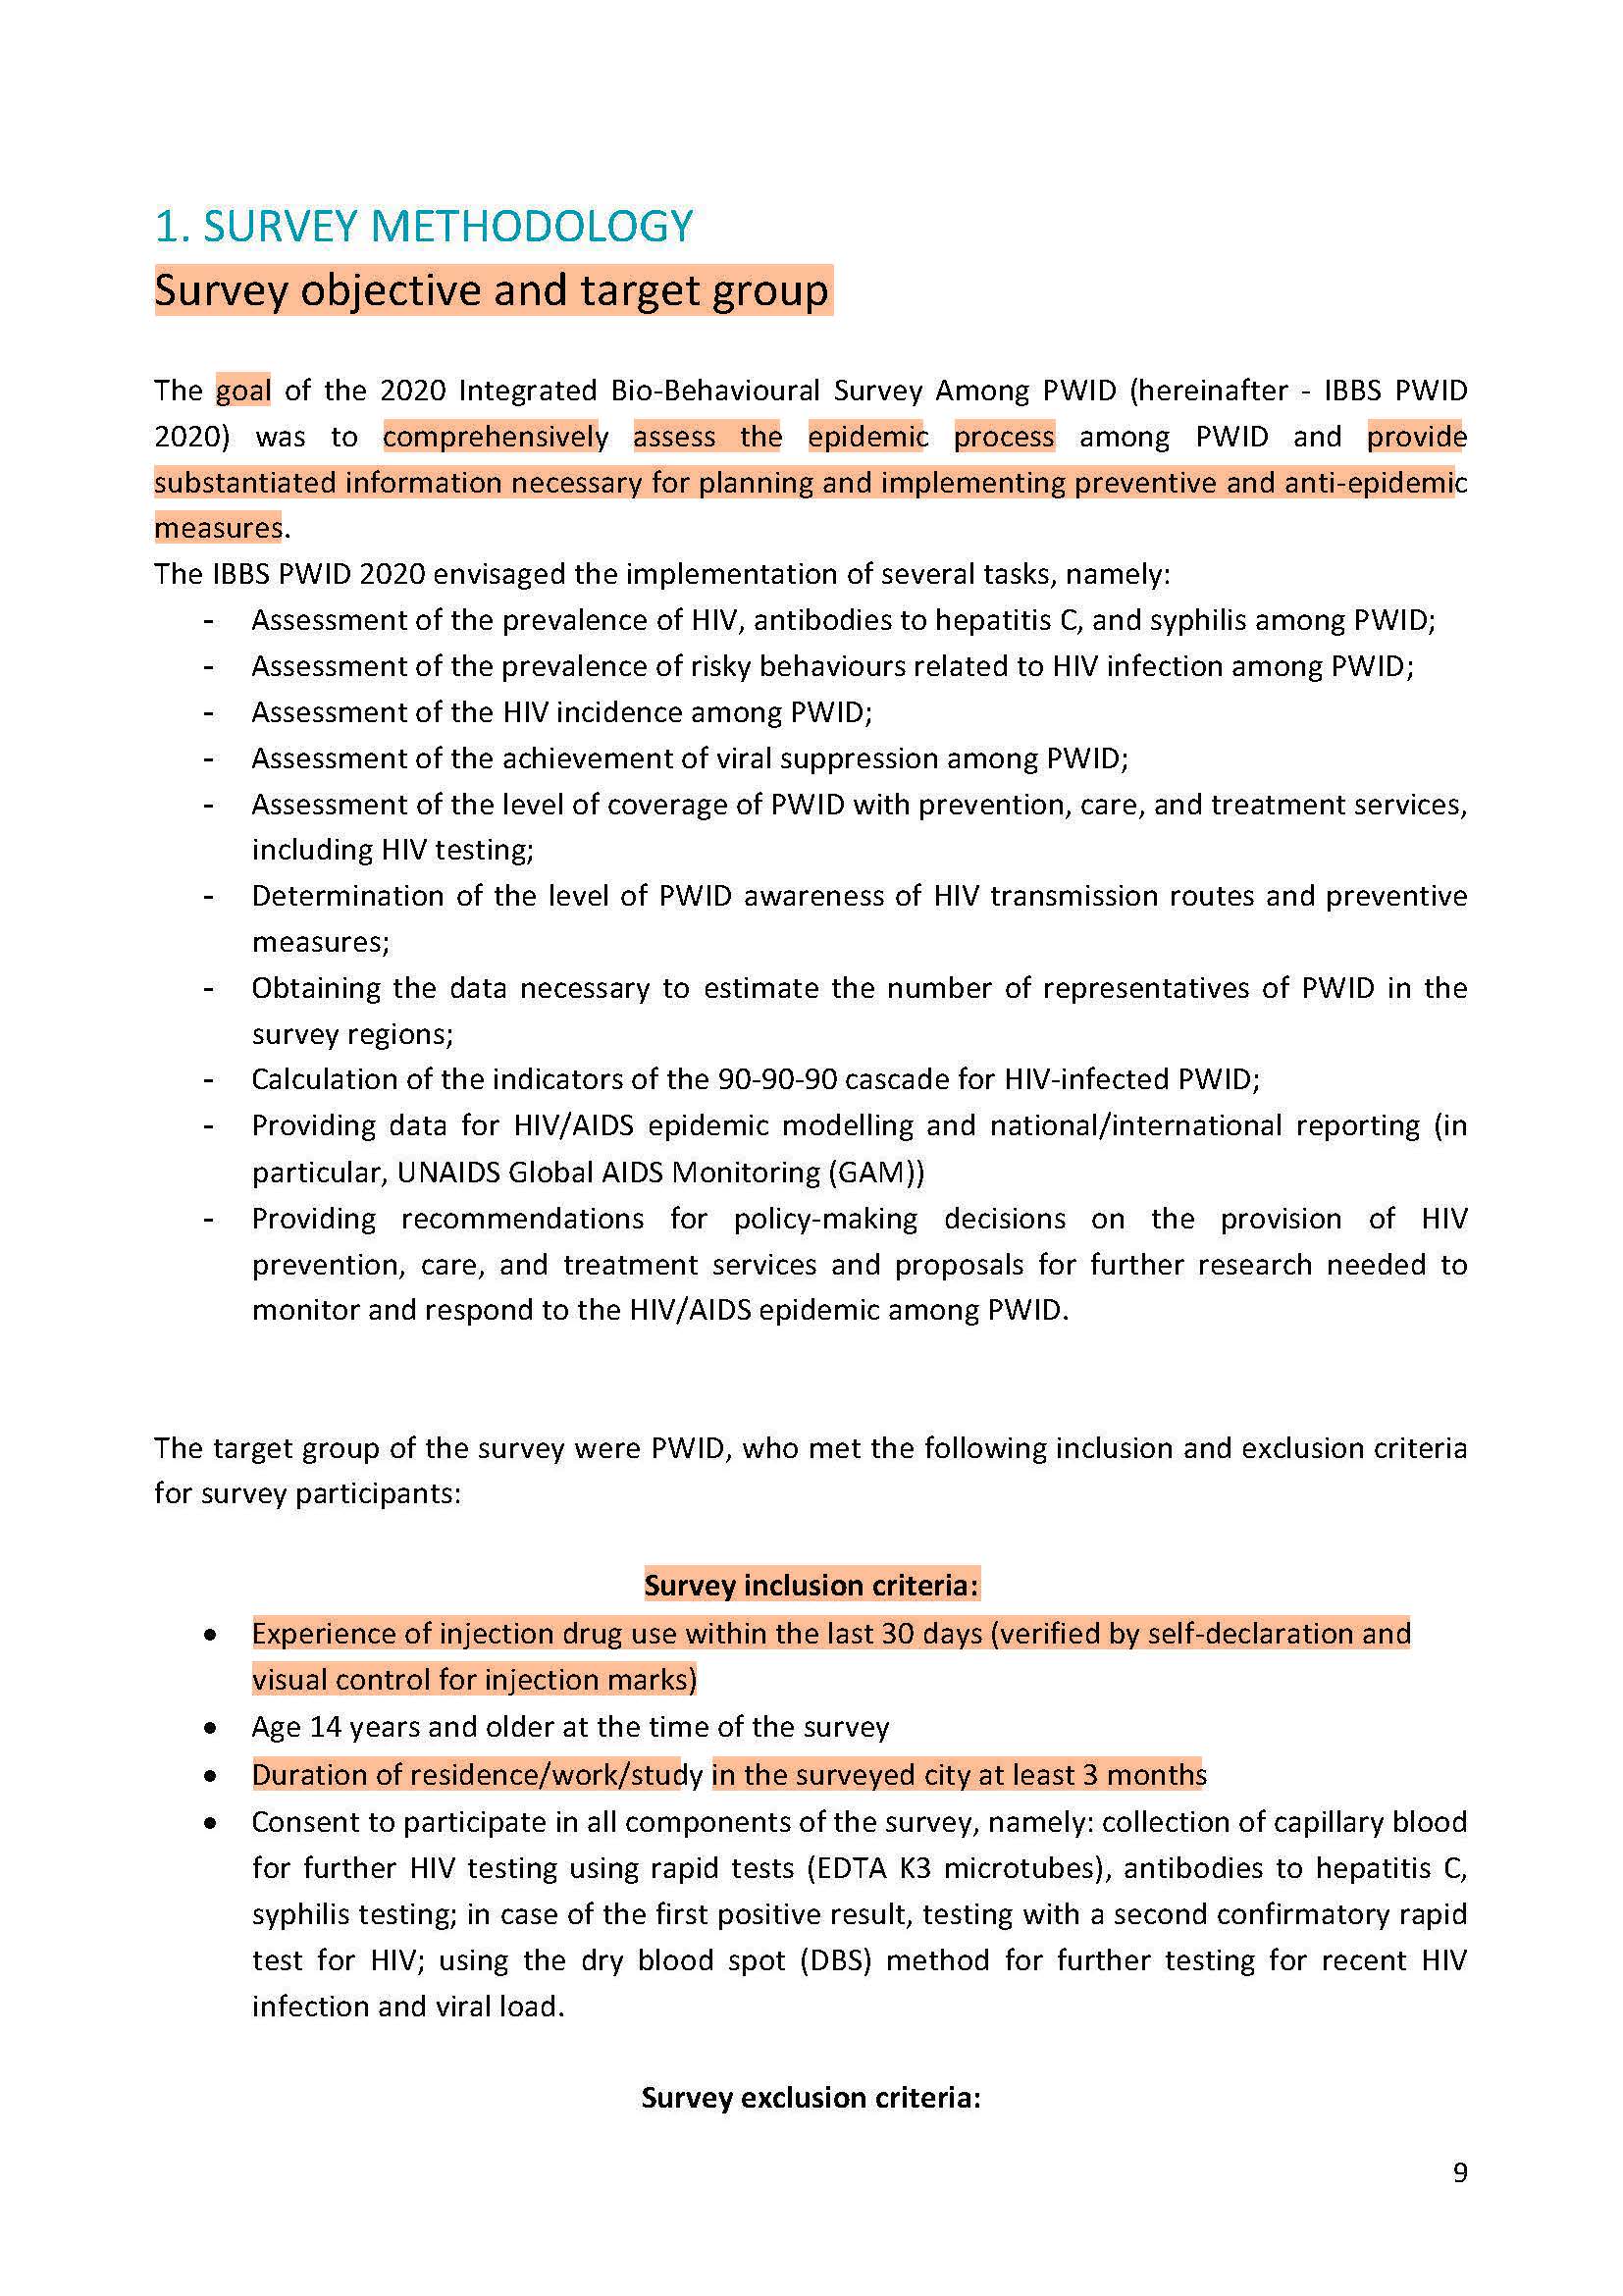 1. SURVEY METHODOLOGY
Survey objective and target group
The goal of the 2020 Integrated Bio-Behavioural Survey Among PWID (hereinafter - IBBS PWID
2020) was to comprehensively assess the epidemic process among PWID and provide
substantiated information necessary for planning and implementing preventive and anti-epidemic
measures.
The IBBS PWID 2020 envisaged the implementation of several tasks, namely:
- Assessment of the prevalence of HIV, antibodies to hepatitis C, and syphilis among PWID;
- Assessment of the prevalence of risky behaviours related to HIV infection among PWID;
- Assessment of the HIV incidence among PWID;
- Assessment of the achievement of viral suppression among PWID;
- Assessment of the level of coverage of PWID with prevention, care, and treatment services,
including HIV testing;
- Determination of the level of PWID awareness of HIV transmission routes and preventive
measures;
- Obtaining the data necessary to estimate the number of representatives of PWID in the
survey regions;
- Calculation of the indicators of the 90-90-90 cascade for HIV-infected PWID;
- Providing data for HIV/AIDS epidemic modelling and national/international reporting (in
particular, UNAIDS Global AIDS Monitoring (GAM))
- Providing recommendations for policy-making decisions on the provision of HIV
prevention, care, and treatment services and proposals for further research needed to
monitor and respond to the HIV/AIDS epidemic among PWID.
The target group of the survey were PWID, who met the following inclusion and exclusion criteria
for survey participants:
Survey inclusion criteria:
• Experience of injection drug use within the last 30 days (verified by self-declaration and
visual control for injection marks)
• Age 14 years and older at the time of the survey
• Duration of residence/work/study in the surveyed city at least 3 months
• Consent to participate in all components of the survey, namely: collection of capillary blood
for further HIV testing using rapid tests (EDTA K3 microtubes), antibodies to hepatitis C,
syphilis testing; in case of the first positive result, testing with a second confirmatory rapid
test for HIV; using the dry blood spot (DBS) method for further testing for recent HIV
infection and viral load.
Survey exclusion criteria:
9